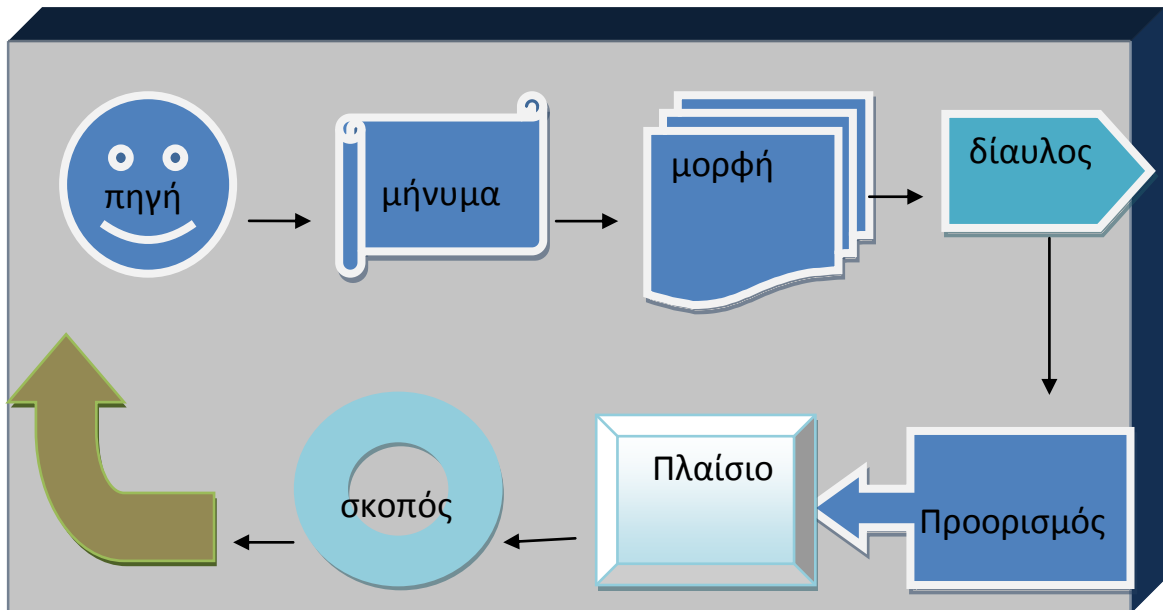 πηγή
μήνυμα
μορφή
δίαυλος
Προορισμός
Πλαίσιο
σκοπός